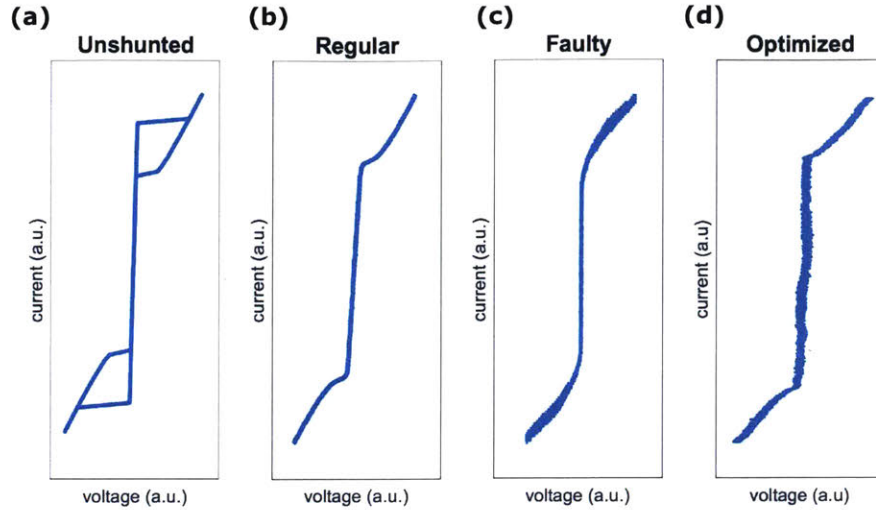 (a)
Unshunted
current (a.u.)
voltage (a.u.)
(b)
Regular
current (a.u.)
voltage (a.u.)
(c)
Faulty
current (a.u.)
voltage (a.u.)
(d)
Optimized
current (a.u)
voltage (a.u)